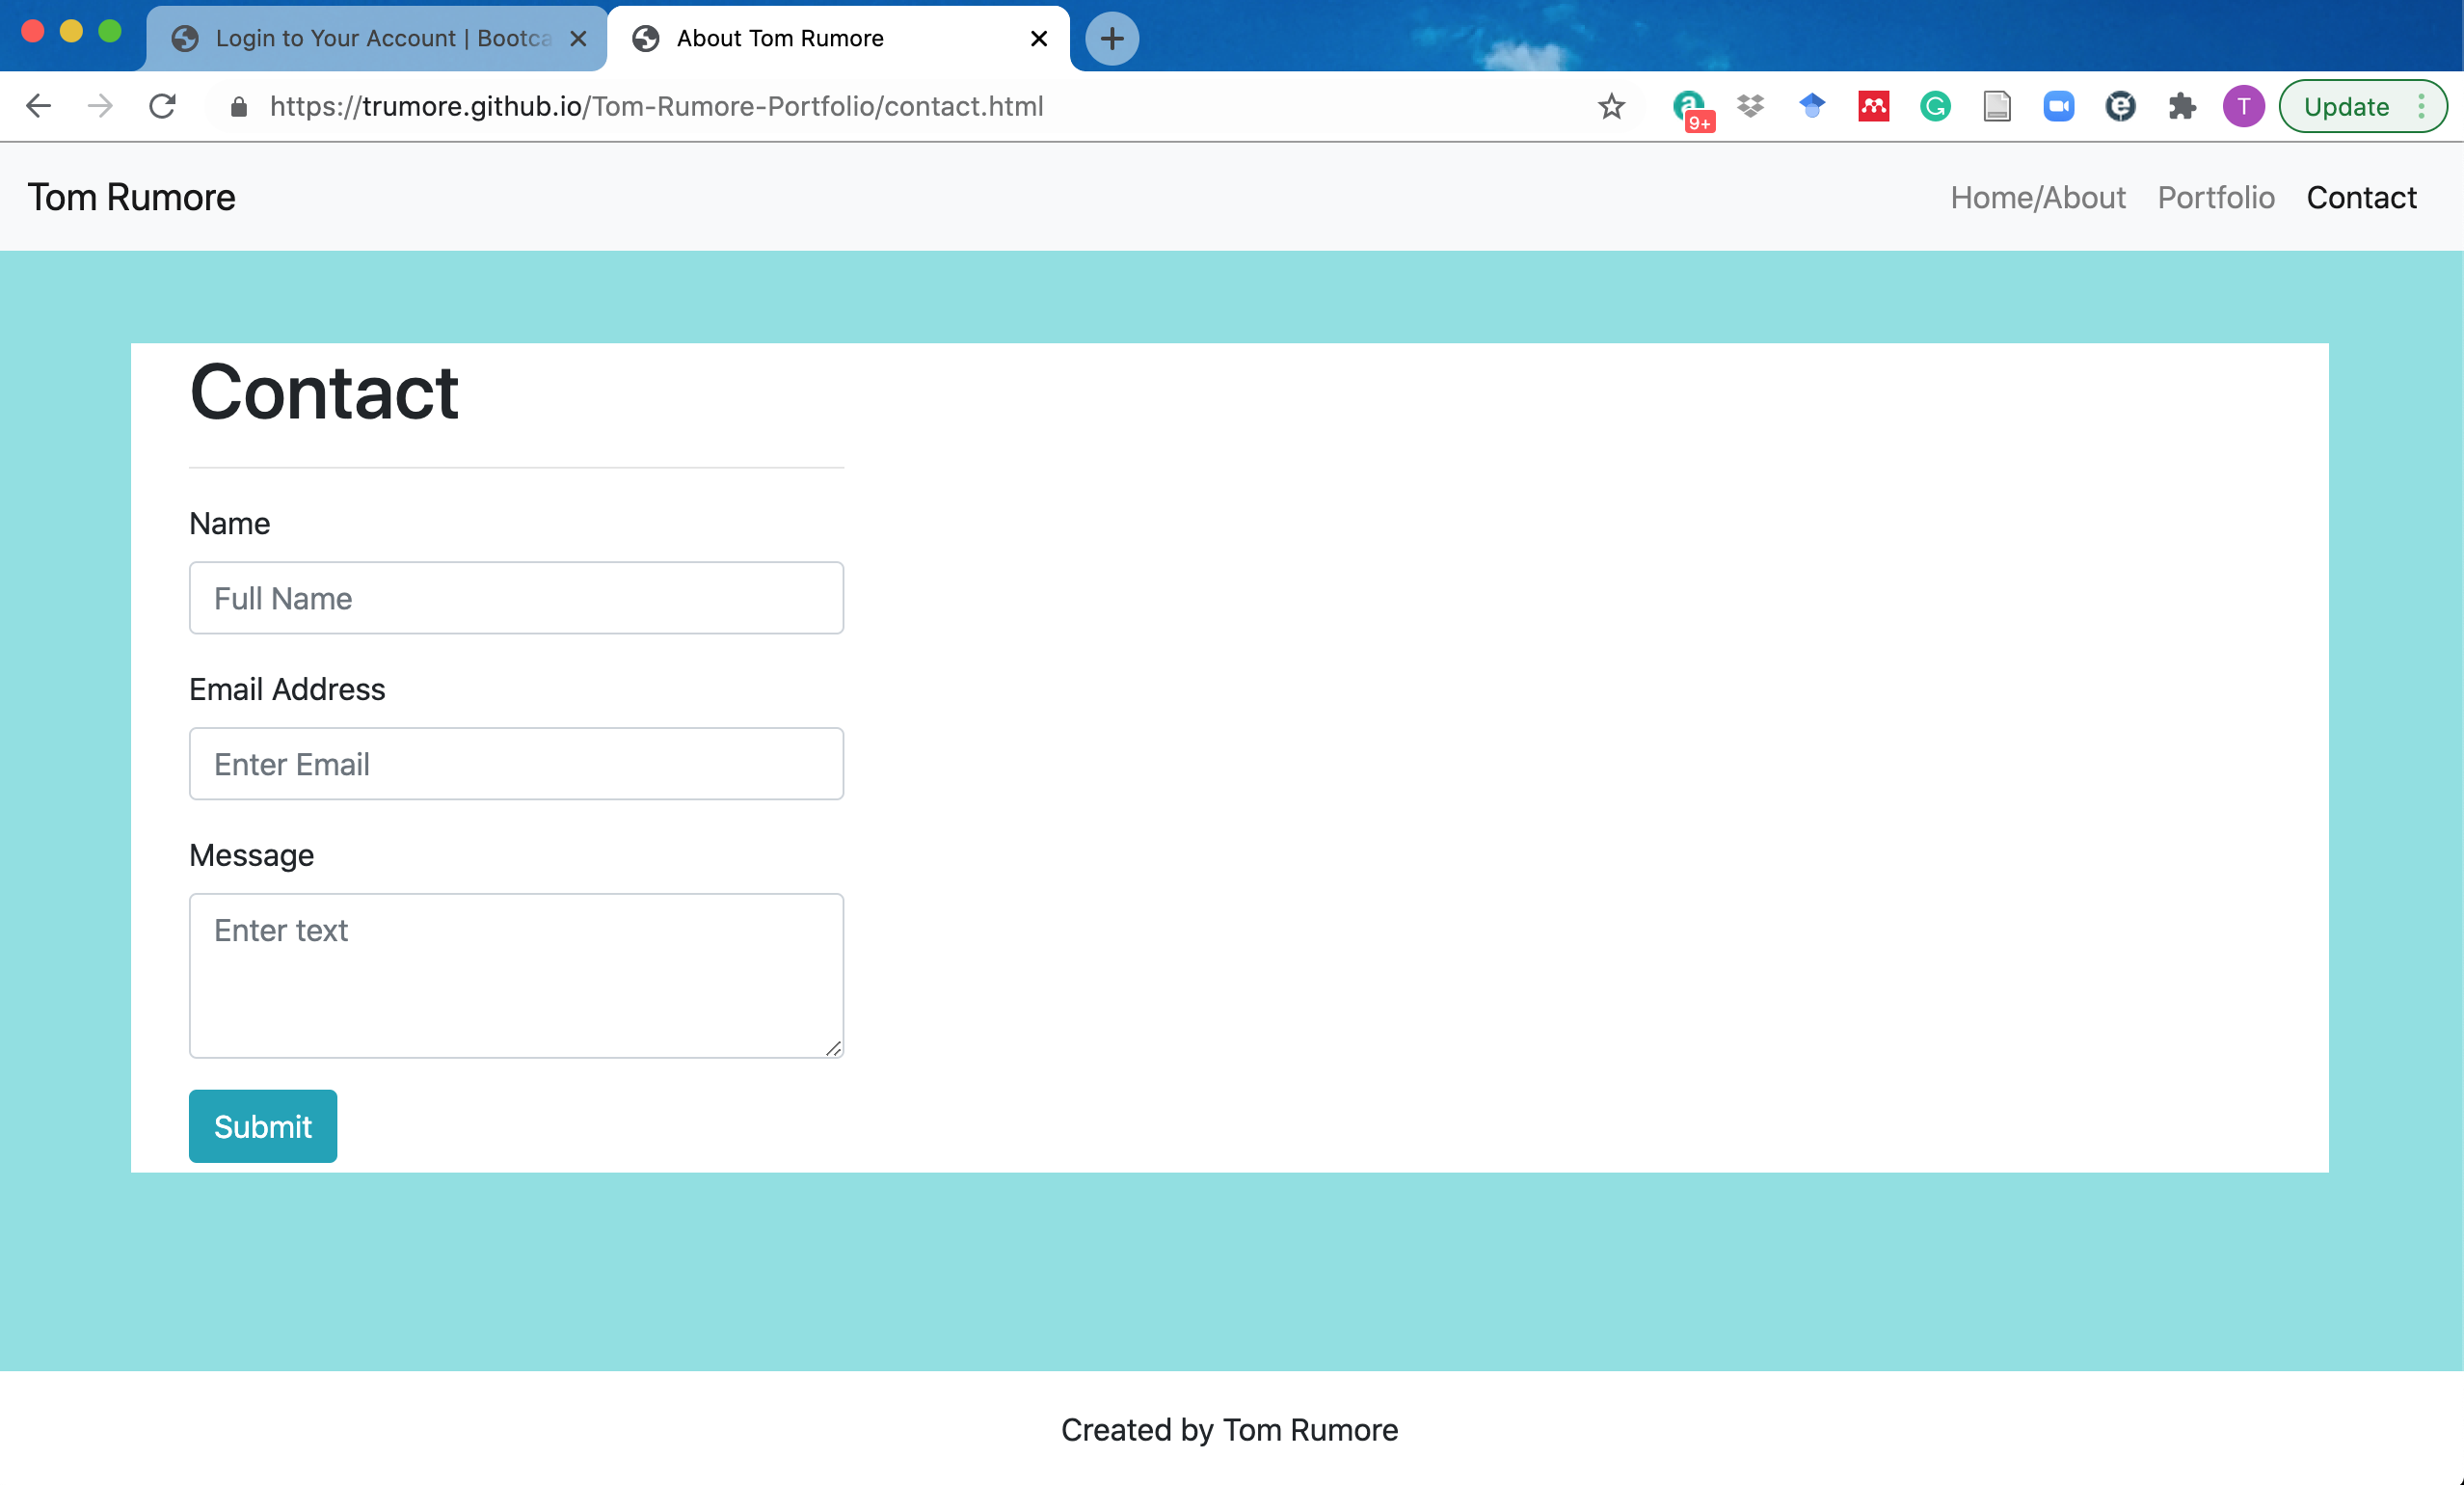 Login to Your Account | Bootca
About Tom Rumore
https://trumore.github.io/Tom-Rumore-Portfolio/contact.html
a
9+
G
e
T
Update
Tom Rumore
Home/About Portfolio Contact
Contact
Name
Full Name
Email Address
Enter Email
Message
Enter text
Submit
Created by Tom Rumore